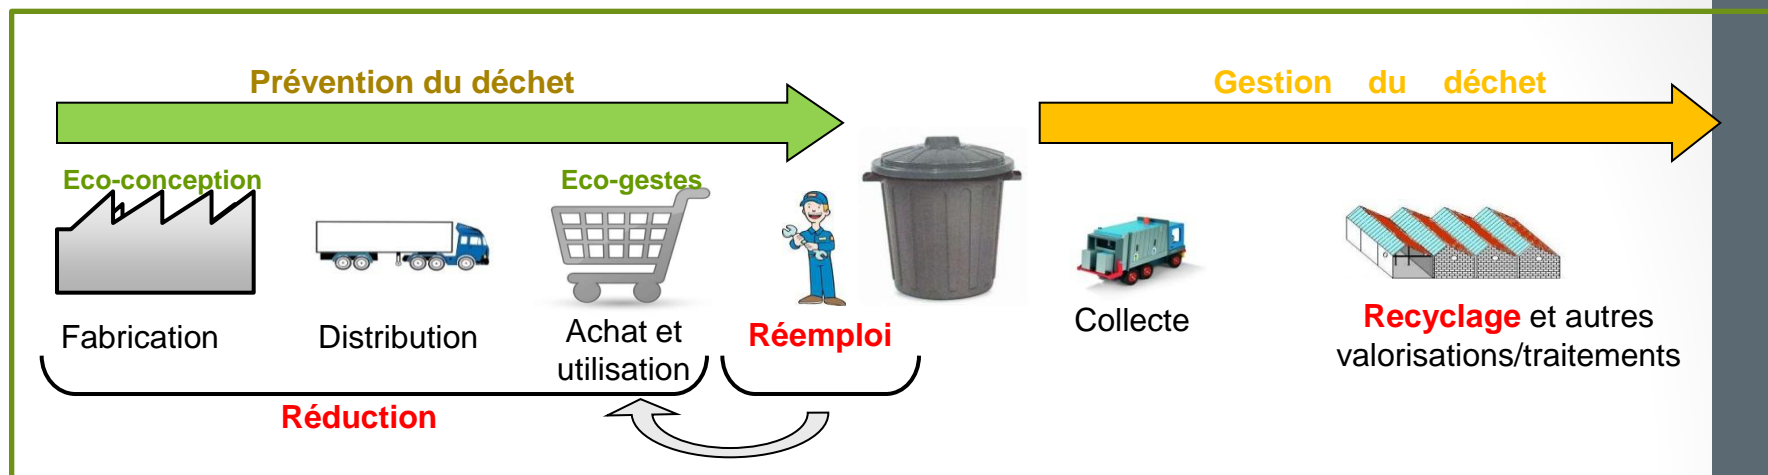 Prévention du déchet
Gestion du déchet
Eco-conception
Eco-gestes
Fabrication
Distribution
Achat et
utilisation
Réemploi
Collecte
Recyclage et autres
valorisations/traitements
Réduction